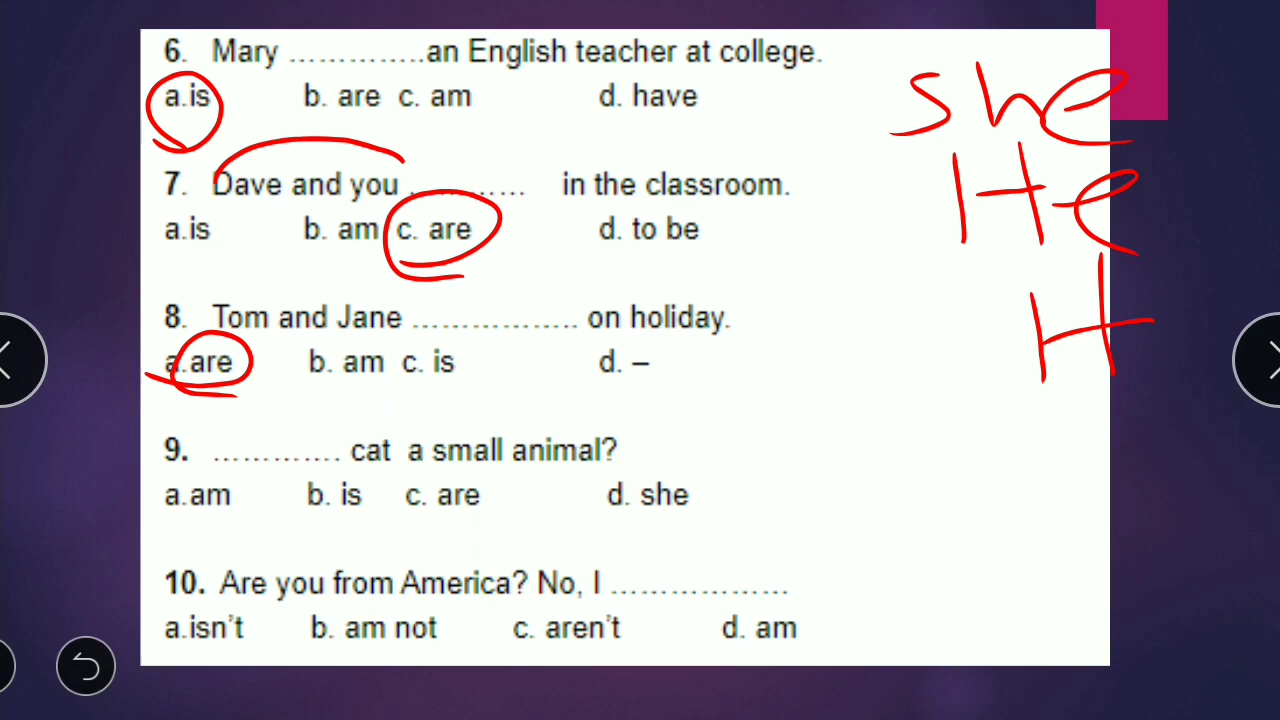 6. Mary …………..an English teacher at college.
a.is b. are c. am d. have
7. Dave and you ………… in the classroom.
a.is b. am c. are d. to be
8. Tom and Jane …………….. on holiday.
a.are b. am c. is d. –
9. …………. cat a small animal?
a.am b. is c. are d. she
10. Are you from America? No, I ………………
a.isn't b. am not c. aren't d. am
she
He
H